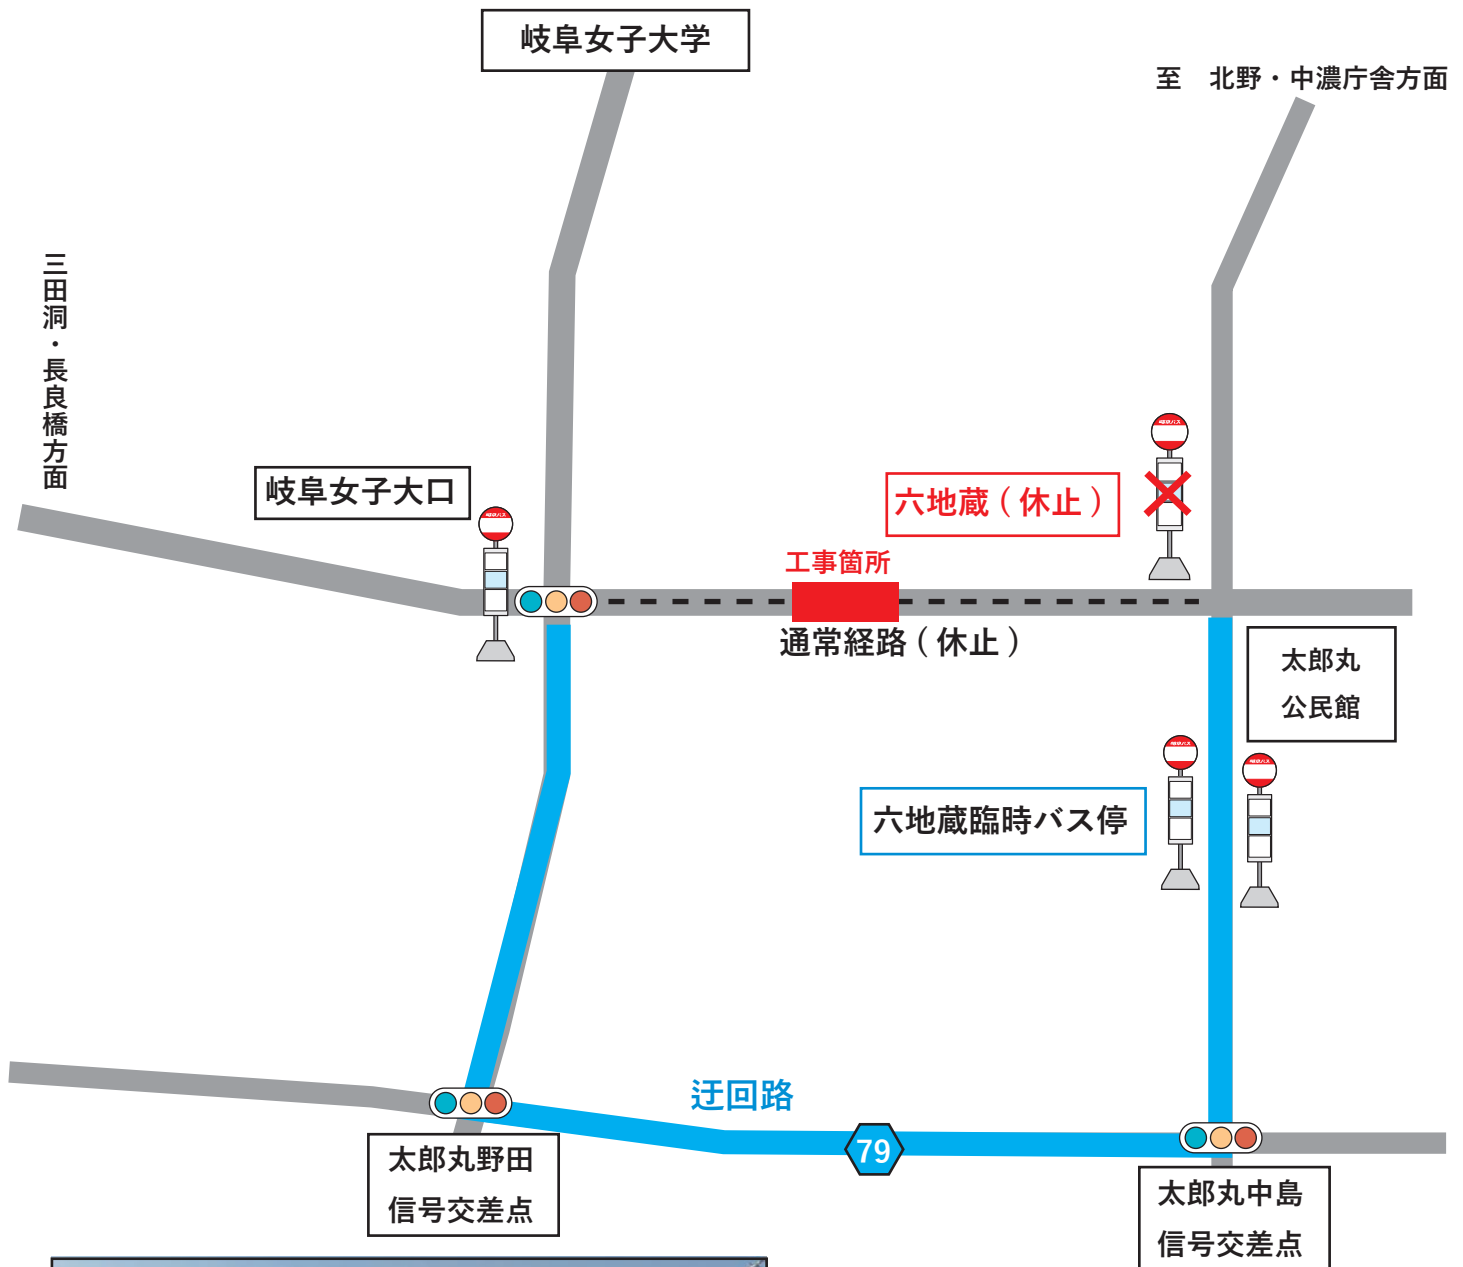 岐阜女子大学
至　北野・中濃庁舎方面
三田洞・長良橋方面
岐阜女子大口
六地蔵（休止）
工事箇所
通常経路（休止）
太郎丸
公民館
六地蔵臨時バス停
迂回路
79
太郎丸野田
信号交差点
太郎丸中島
信号交差点